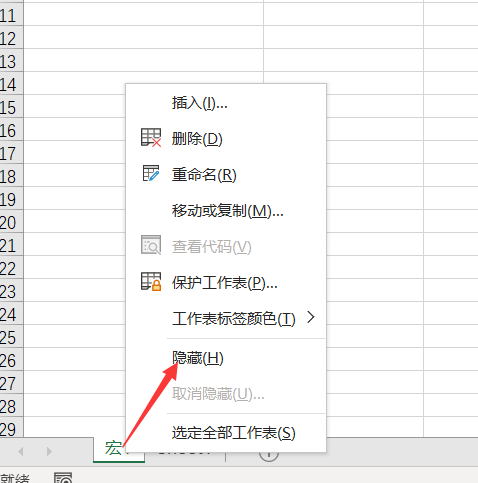 11
12
13
14
15
16
17
18
19
20
21
22
23
24
25
26
27
28
29
插入(I)...
删除(D)
重命名(R)
移动或复制(M)...
查看代码(V)
保护工作表(P)...
工作表标签颜色(T)
隐藏(H)
取消隐藏(U)...
选定全部工作表(S)
宏
就绪